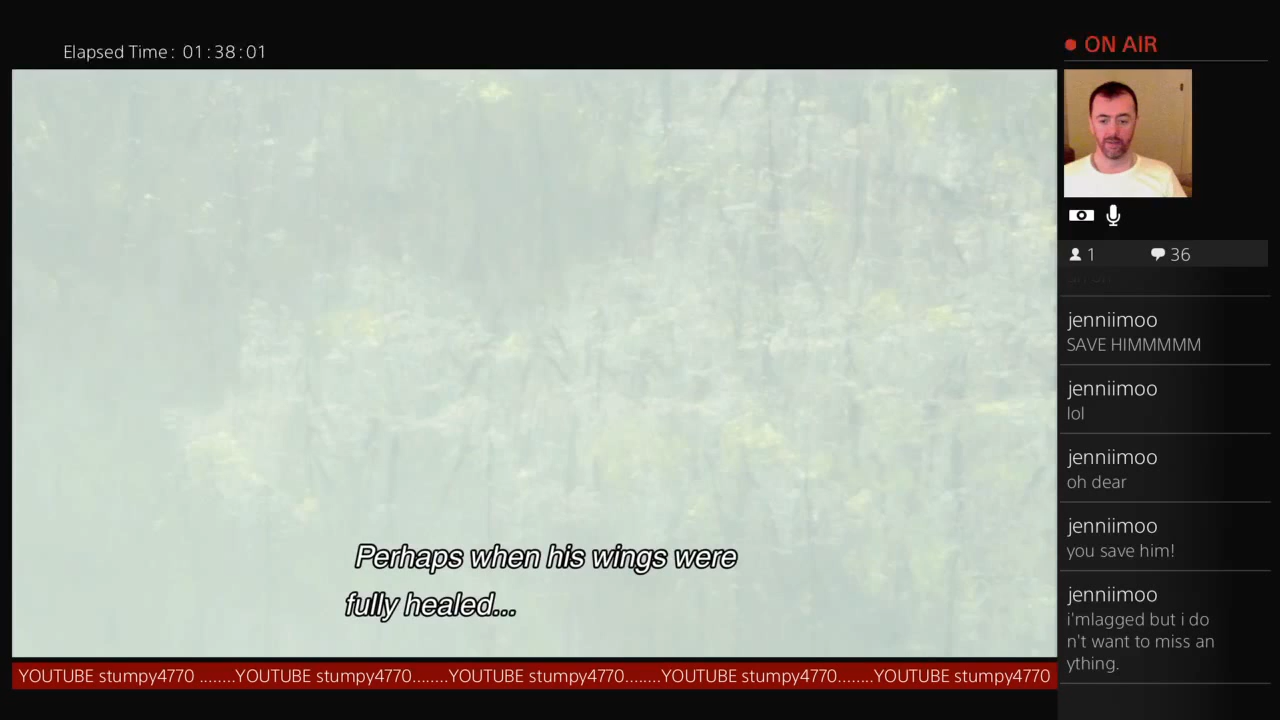 Elapsed Time: 01:38:01
ON AIR
1 36
jenniimoo
SAVE HIMMMMM
jenniimoo
lol
jenniimoo
oh dear
jenniimoo
you save him!
jenniimoo
i'mlagged but i do
n't want to miss an
ything.
Perhaps when his wings were
fully healed...
YOUTUBE stumpy4770 ........YOUTUBE stumpy4770........YOUTUBE stumpy4770........YOUTUBE stumpy4770........YOUTUBE stumpy4770